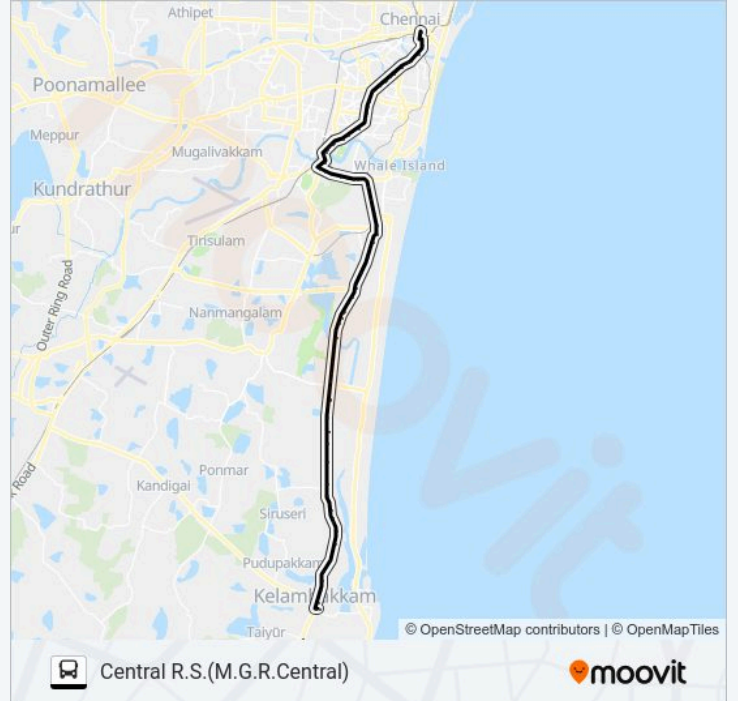 Athipet
Chennai
Poonamallee
Meppur
Mugalivakkam
Whale Island
Kundrathur
Tirisulam
Outer Ring Road
Nanmangalam
Ponmar
Kandigai
Road
Siruseri
Pudupakkam
Kelambakkam
Taiyūr
© OpenStreetMap contributors | © OpenMapTiles
Central R.S.(M.G.R.Central)
moovit